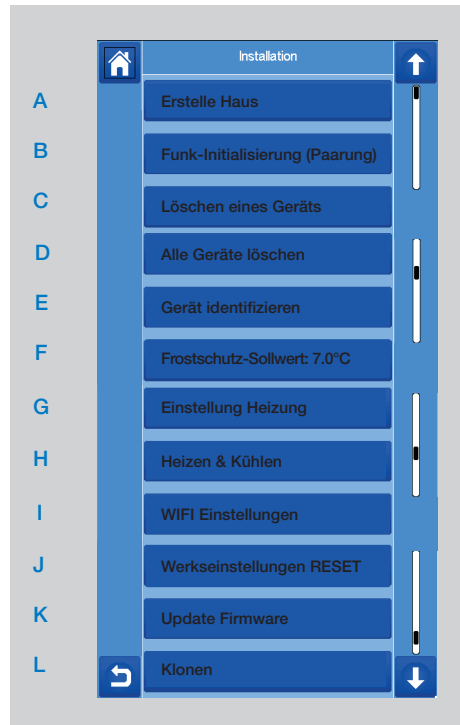 Installation
A Erstelle Haus
B Funk-Initialisierung (Paarung)
C Löschen eines Geräts
D Alle Geräte löschen
E Gerät identifizieren
F Frostschutz-Sollwert: 7.0°C
G Einstellung Heizung
H Heizen & Kühlen
I WIFI Einstellungen
J Werkseinstellungen RESET
K Update Firmware
L Klonen